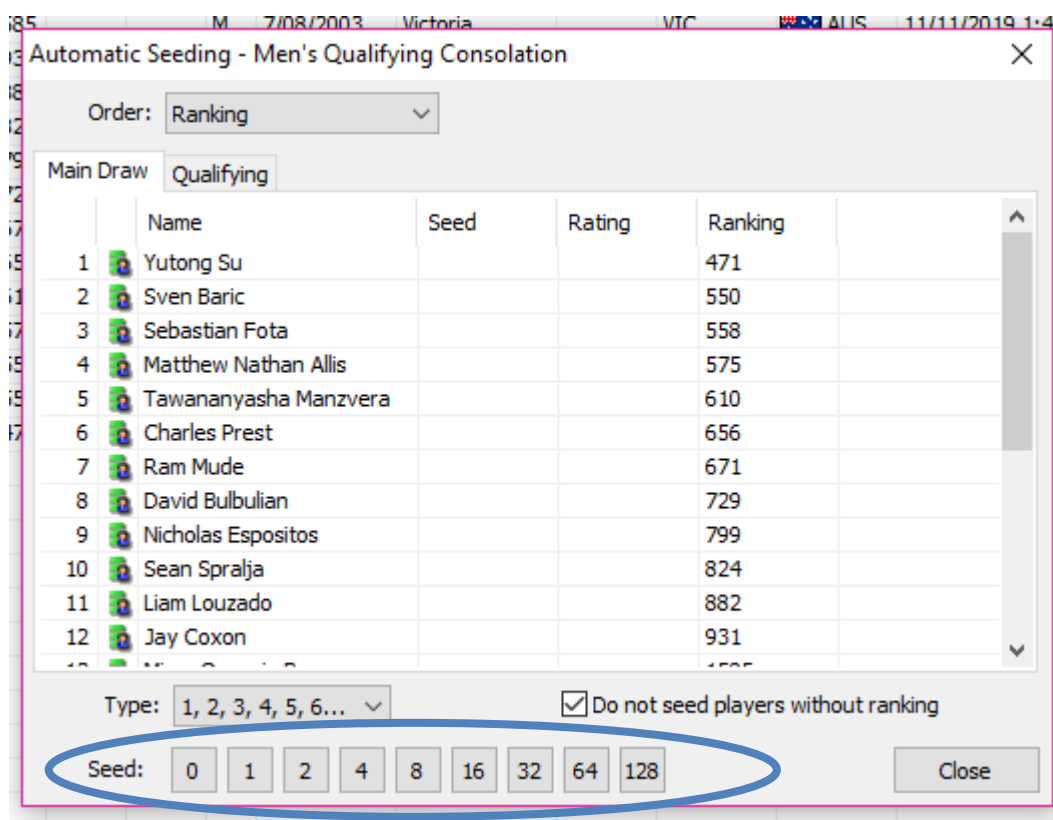 585 M 7/08/2003 Victoria VIC AUS 11/11/2019 1:4
Automatic Seeding - Men's Qualifying Consolation
Order: Ranking
Main Draw Qualifying
Name Seed Rating Ranking
1 Yutong Su 471
2 Sven Baric 550
3 Sebastian Fota 558
4 Matthew Nathan Allis 575
5 Tawananyasha Manzvera 610
6 Charles Prest 656
7 Ram Mude 671
8 David Bulbulian 729
9 Nicholas Espositos 799
10 Sean Spralja 824
11 Liam Louzado 882
12 Jay Coxon 931
Type: 1, 2, 3, 4, 5, 6... Do not seed players without ranking
Seed: 0 1 2 4 8 16 32 64 128 Close